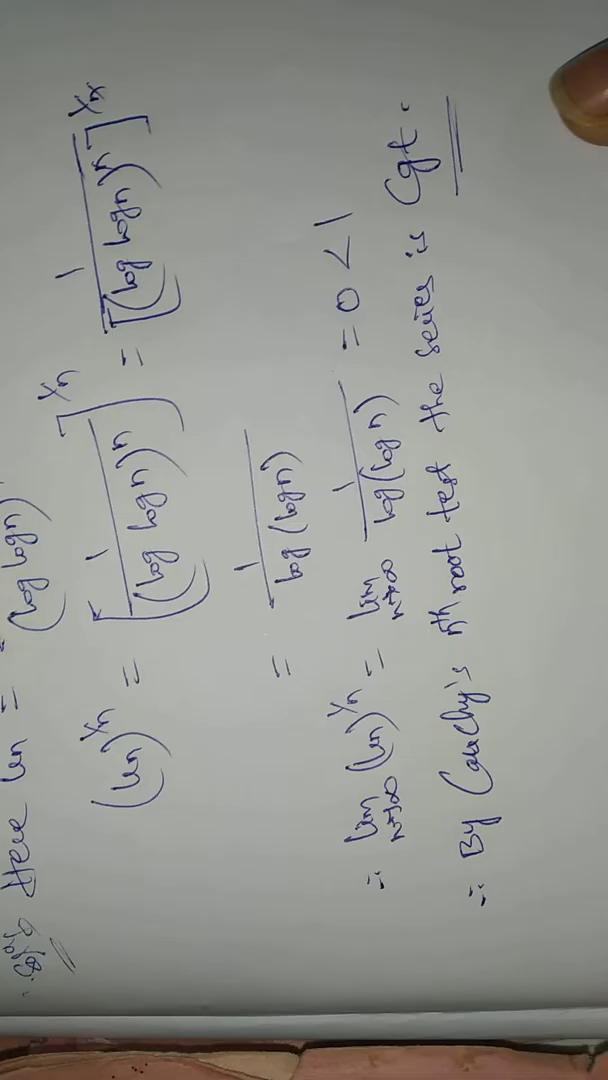 Here un = 1/(log log n)
(un)^1/n = [1/(log log n)^n]^1/n = 1/[(log log n)^n]^1/n
= 1/log(log n)
∴ lim n→∞ (un)^1/n = lim n→∞ 1/log(log n) = 0 < 1
∴ By Cauchy's nth root test the series is Cgt.